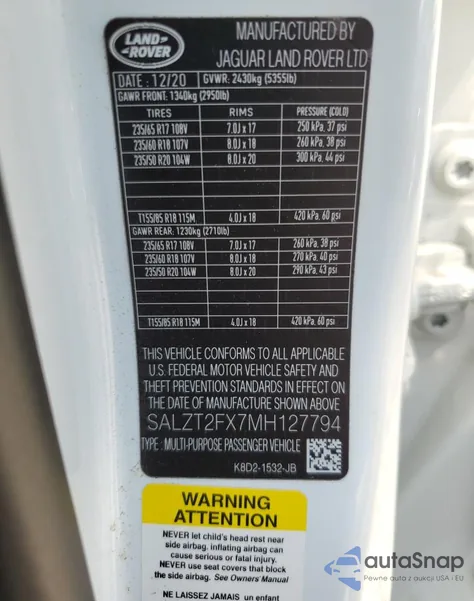 LAND
ROVER
MANUFACTURED BY
JAGUAR LAND ROVER LTD
DATE : 12/20 GVWR: 2430kg (5355lb)
GAWR FRONT: 1340kg (2950lb)
TIRES RIMS PRESSURE (COLD)
235/65 R17 108V 7.0J x 17 250 kPa, 37 psi
235/60 R18 107V 8.0J x 18 260 kPa, 38 psi
235/50 R20 104W 8.0J x 20 300 kPa, 44 psi
T155/85 R18 115M 4.0J x 18 420 kPa, 60 psi
GAWR REAR: 1230kg (2710lb)
235/65 R17 108V 7.0J x 17 260 kPa, 38 psi
235/60 R18 107V 8.0J x 18 270 kPa, 40 psi
235/50 R20 104W 8.0J x 20 290 kPa, 43 psi
T155/85 R18 115M 4.0J x 18 420 kPa, 60 psi
THIS VEHICLE CONFORMS TO ALL APPLICABLE
U.S. FEDERAL MOTOR VEHICLE SAFETY AND
THEFT PREVENTION STANDARDS IN EFFECT ON
THE DATE OF MANUFACTURE SHOWN ABOVE
SALZT2FX7MH127794
TYPE : MULTI-PURPOSE PASSENGER VEHICLE
K8D2-1532-JB
WARNING
ATTENTION
NEVER let child's head rest near
side airbag. inflating airbag can
cause serious or fatal injuries.
NEVER use seat covers that block
the side airbag. See Owners Manual
NE LAISSEZ JAMAIS un enfant
autoSnap
Pewne auto z aukcji USA i EU